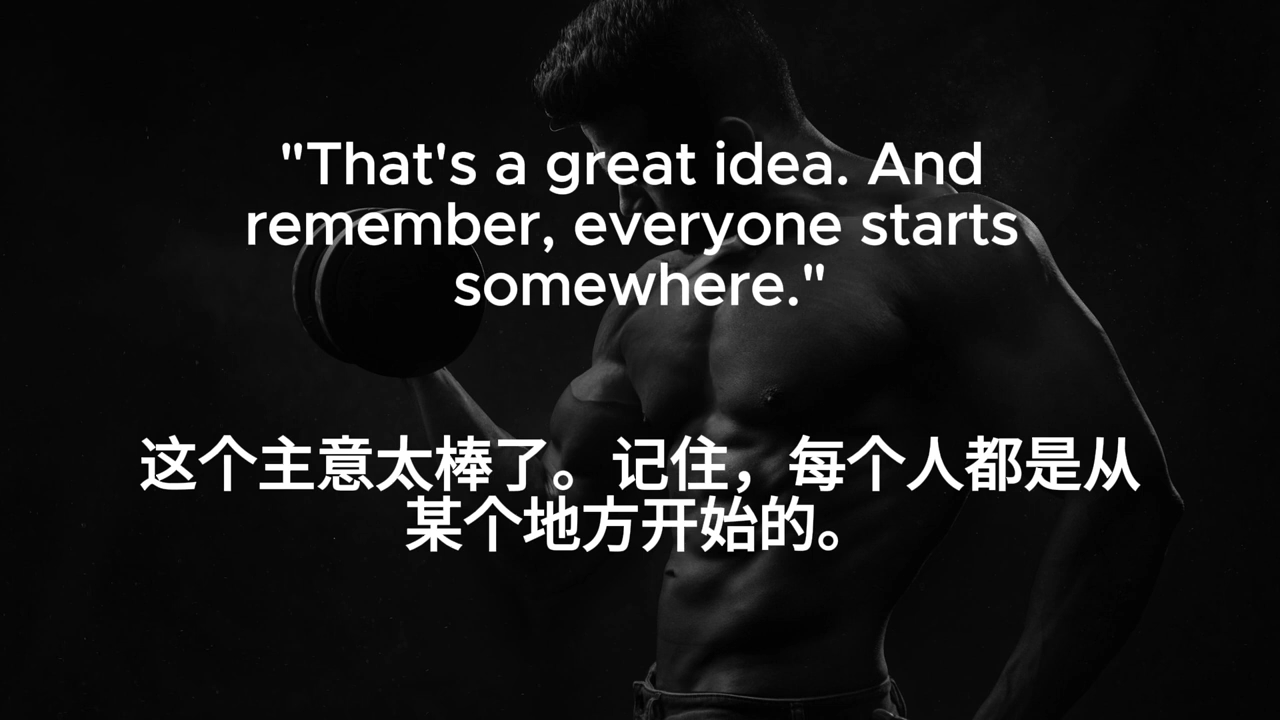 "That's a great idea. And
remember, everyone starts
somewhere."
这个主意太棒了。记住，每个人都是从
某个地方开始的。